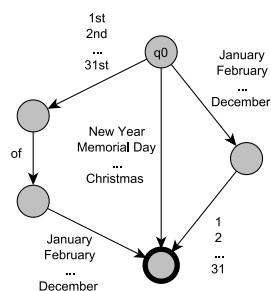 1st
2nd
...
31st
q0
January
February
...
December
New Year
Memorial Day
...
Christmas
of
January
February
...
December
1
2
...
31